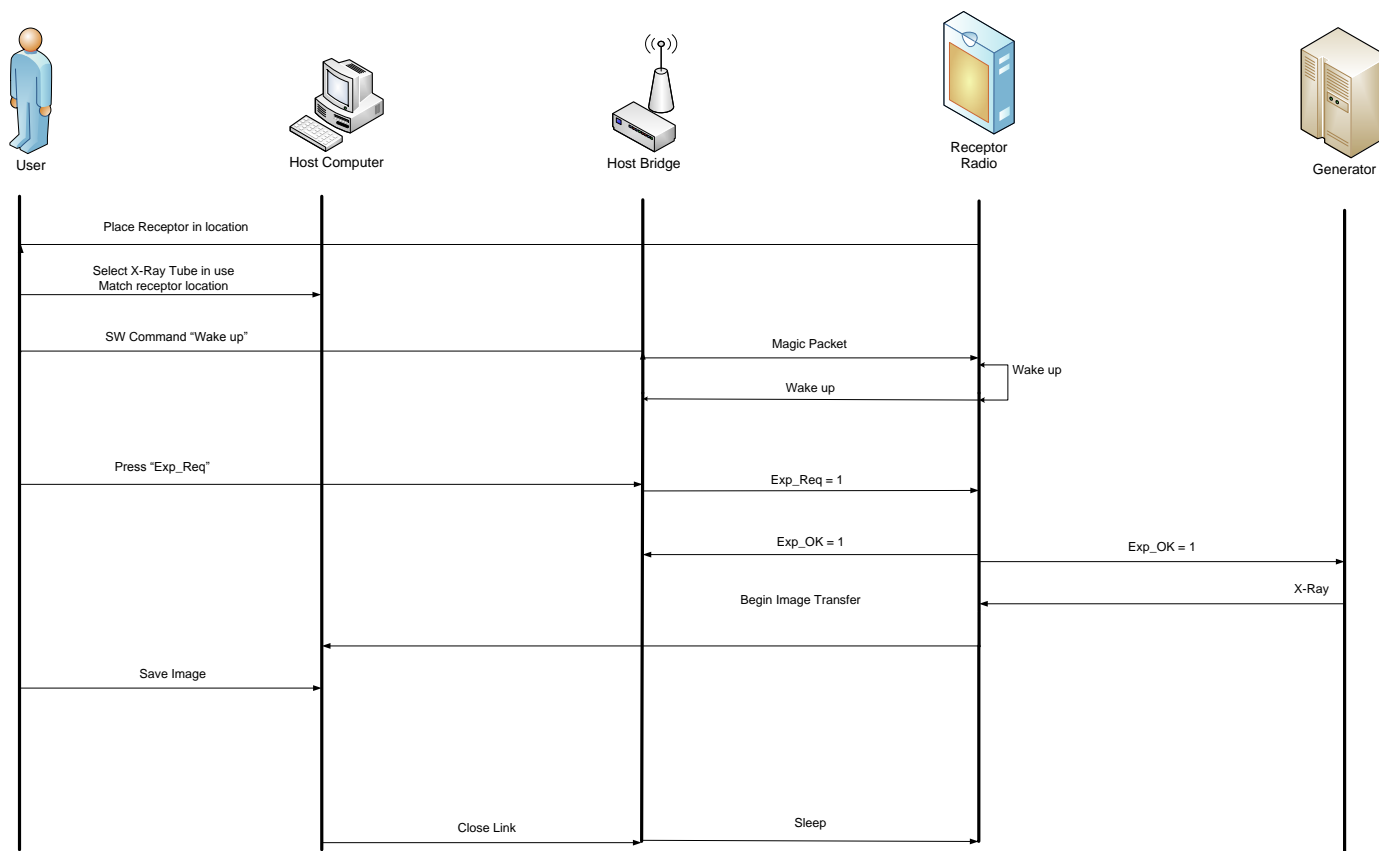 User
Host Computer
Host Bridge
Receptor
Radio
Generator
Place Receptor in location
Select X-Ray Tube in use
Match receptor location
SW Command “Wake up”
Magic Packet
Wake up
Wake up
Press “Exp_Req”
Exp_Req = 1
Exp_OK = 1
Exp_OK = 1
X-Ray
Begin Image Transfer
Save Image
Close Link
Sleep